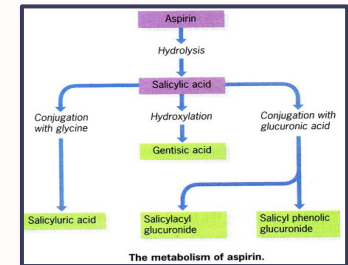 Aspirin
Hydrolysis
Salicylic acid
Conjugation
with glycine
Hydroxylation
Conjugation with
glucuronic acid
Gentisic acid
Salicyluric acid
Salicylacyl
glucuronide
Salicyl phenolic
glucuronide
The metabolism of aspirin.